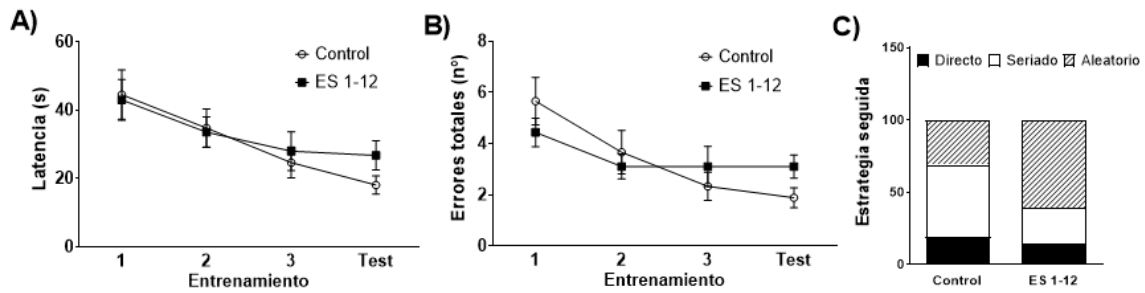 A)
60
40
20
0
Latencia (s)
Control
ES 1-12
1 2 3 Test
Entrenamiento
B)
8
6
4
2
0
Errores totales (nº)
Control
ES 1-12
1 2 3 Test
Entrenamiento
C)
150
100
50
0
Estrategia seguida
Directo Seriado Aleatorio
Control ES 1-12